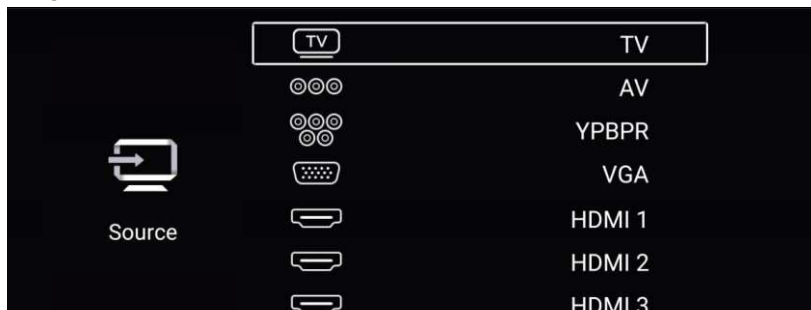 TV TV
AV
YPBPR
VGA
Source
HDMI 1
HDMI 2
HDMI 3